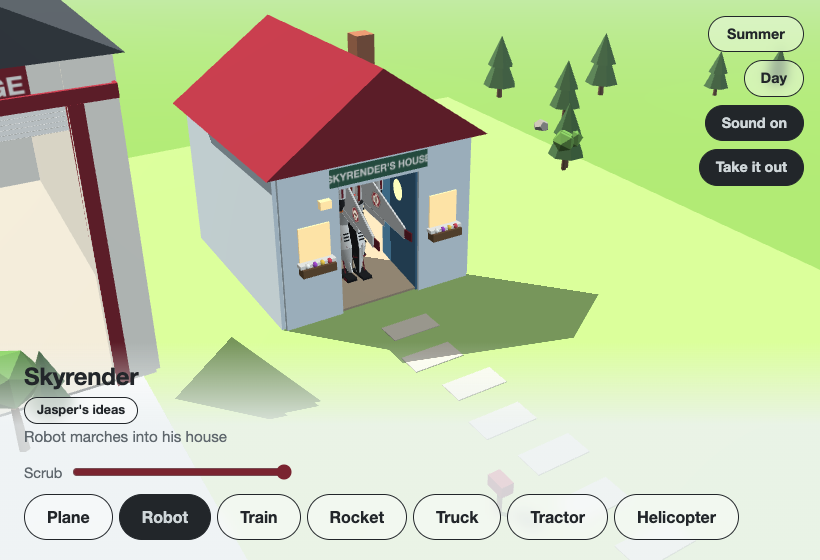 GE
Summer
Day
Sound on
Take it out
SKYRENDER'S HOUSE
Skyrender
Jasper's ideas
Robot marches into his house
Scrub
Plane
Robot
Train
Rocket
Truck
Tractor
Helicopter